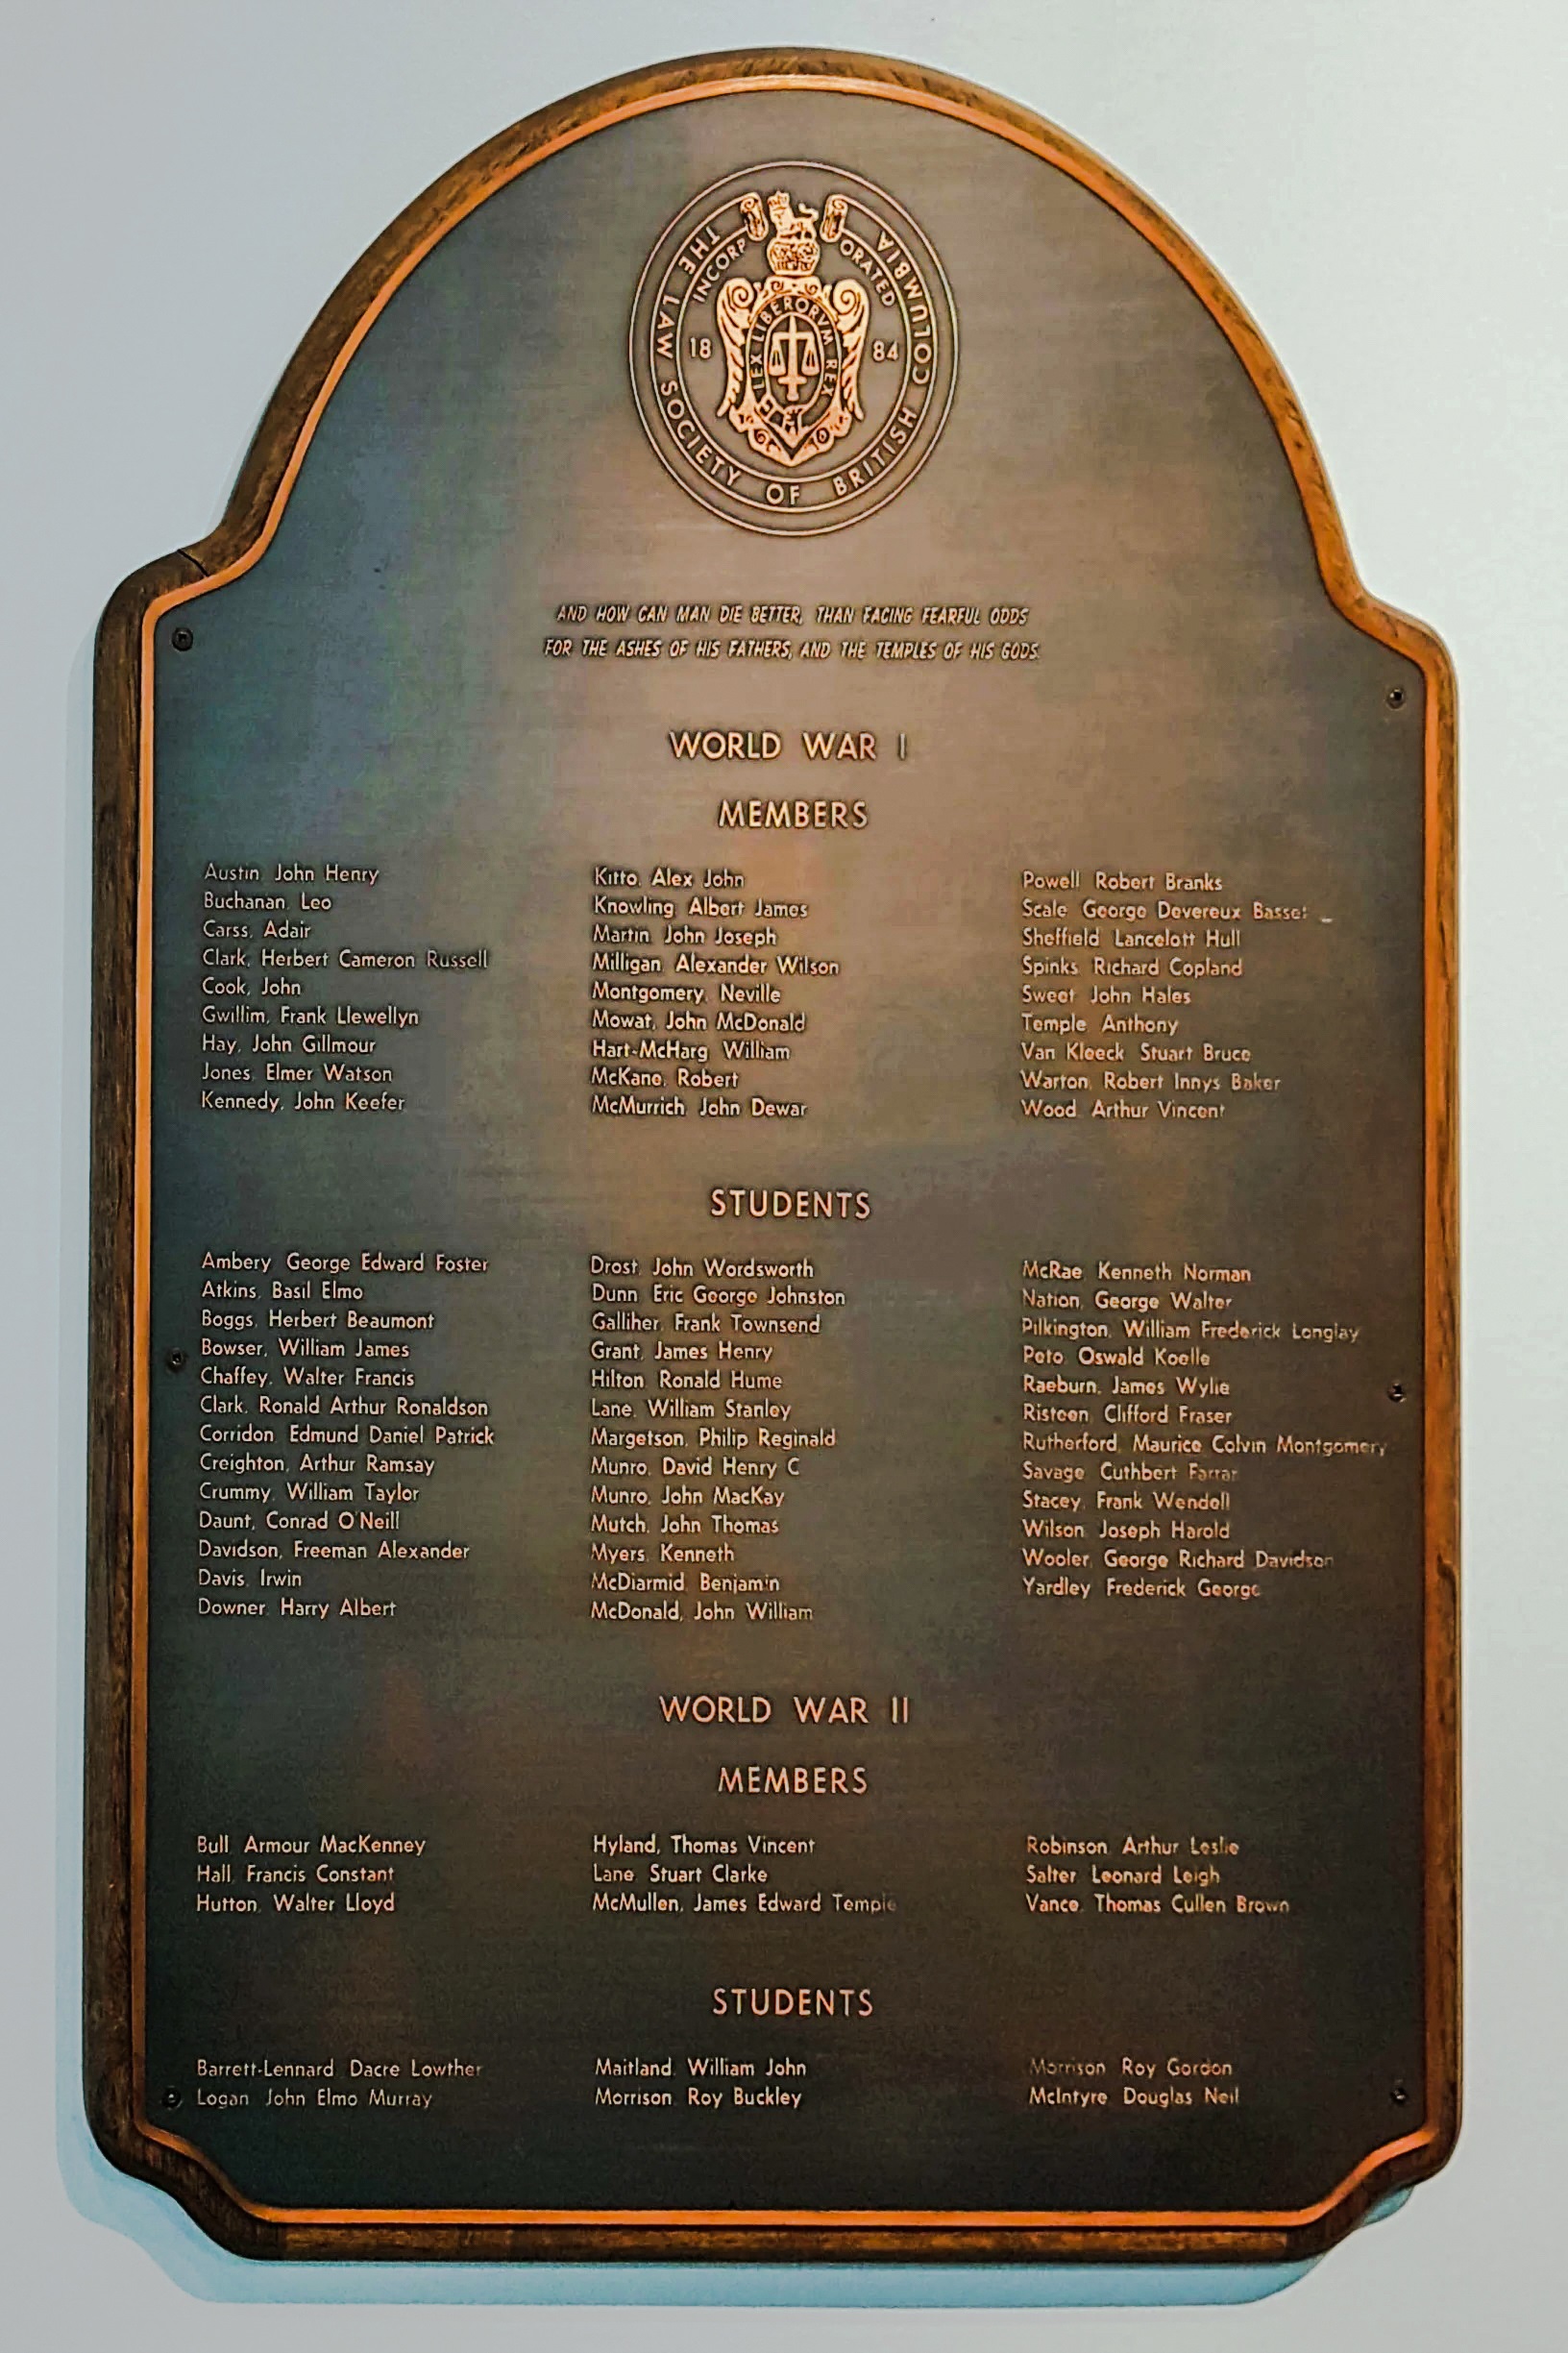 THE LAW SOCIETY OF BRITISH COLUMBIA
INCORPORATED
18 84
LEX LIBERORVM REX
AND HOW CAN MAN DIE BETTER, THAN FACING FEARFUL ODDS
FOR THE ASHES OF HIS FATHERS, AND THE TEMPLES OF HIS GODS.
WORLD WAR I
MEMBERS
Austin, John Henry
Buchanan, Leo
Carss, Adair
Clark, Herbert Cameron Russell
Cook, John
Gwillim, Frank Llewellyn
Hay, John Gillmour
Jones, Elmer Watson
Kennedy, John Keefer
Kitto, Alex John
Knowling, Albert James
Martin, John Joseph
Milligan, Alexander Wilson
Montgomery, Neville
Mowat, John McDonald
Hart-McHarg, William
McKane, Robert
McMurrich, John Dewar
Powell, Robert Branks
Scale, George Devereux Basset
Sheffield, Lancelott Hull
Spinks, Richard Copland
Sweet, John Hales
Temple, Anthony
Van Kleeck, Stuart Bruce
Warton, Robert Innys Baker
Wood, Arthur Vincent
STUDENTS
Ambery, George Edward Foster
Atkins, Basil Elmo
Boggs, Herbert Beaumont
Bowser, William James
Chaffey, Walter Francis
Clark, Ronald Arthur Ronaldson
Corridon, Edmund Daniel Patrick
Creighton, Arthur Ramsay
Crummy, William Taylor
Daunt, Conrad O'Neill
Davidson, Freeman Alexander
Davis, Irwin
Downer, Harry Albert
Drost, John Wordsworth
Dunn, Eric George Johnston
Galliher, Frank Townsend
Grant, James Henry
Hilton, Ronald Hume
Lane, William Stanley
Margetson, Philip Reginald
Munro, David Henry C
Munro, John MacKay
Mutch, John Thomas
Myers, Kenneth
McDiarmid, Benjamin
McDonald, John William
McRae, Kenneth Norman
Nation, George Walter
Pilkington, William Frederick Longlay
Peto, Oswald Koelle
Raeburn, James Wylie
Risteen, Clifford Fraser
Rutherford, Maurice Colvin Montgomery
Savage, Cuthbert Farrar
Stacey, Frank Wendell
Wilson, Joseph Harold
Wooler, George Richard Davidson
Yardley, Frederick George
WORLD WAR II
MEMBERS
Bull, Armour MacKenney
Hall, Francis Constant
Hutton, Walter Lloyd
Hyland, Thomas Vincent
Lane, Stuart Clarke
McMullen, James Edward Temple
Robinson, Arthur Leslie
Salter, Leonard Leigh
Vance, Thomas Cullen Brown
STUDENTS
Barrett-Lennard, Dacre Lowther
Logan, John Elmo Murray
Maitland, William John
Morrison, Roy Buckley
Morrison, Roy Gordon
McIntyre, Douglas Neil